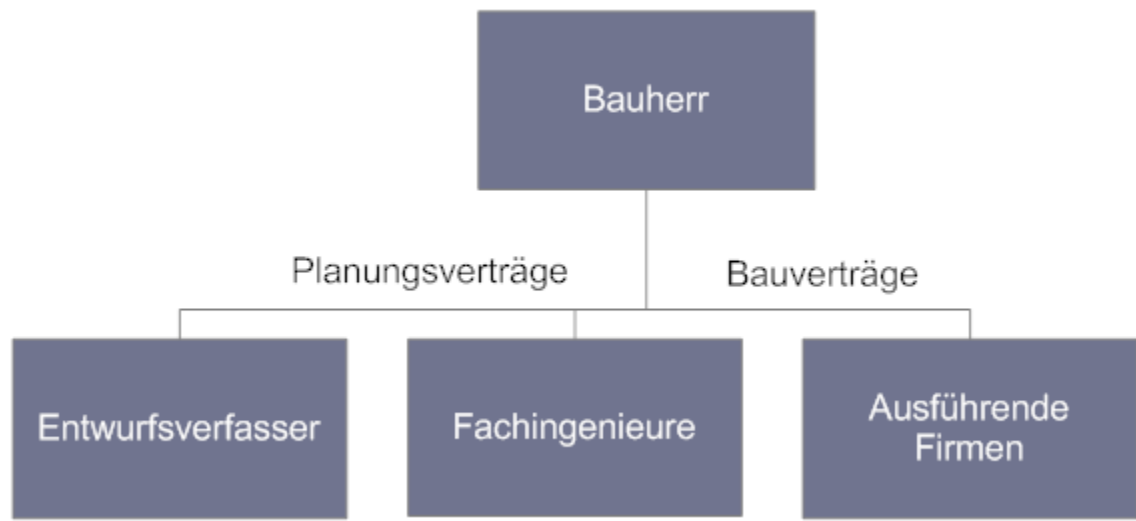 Bauherr
Planungsverträge
Bauverträge
Entwurfsverfasser
Fachingenieure
Ausführende
Firmen